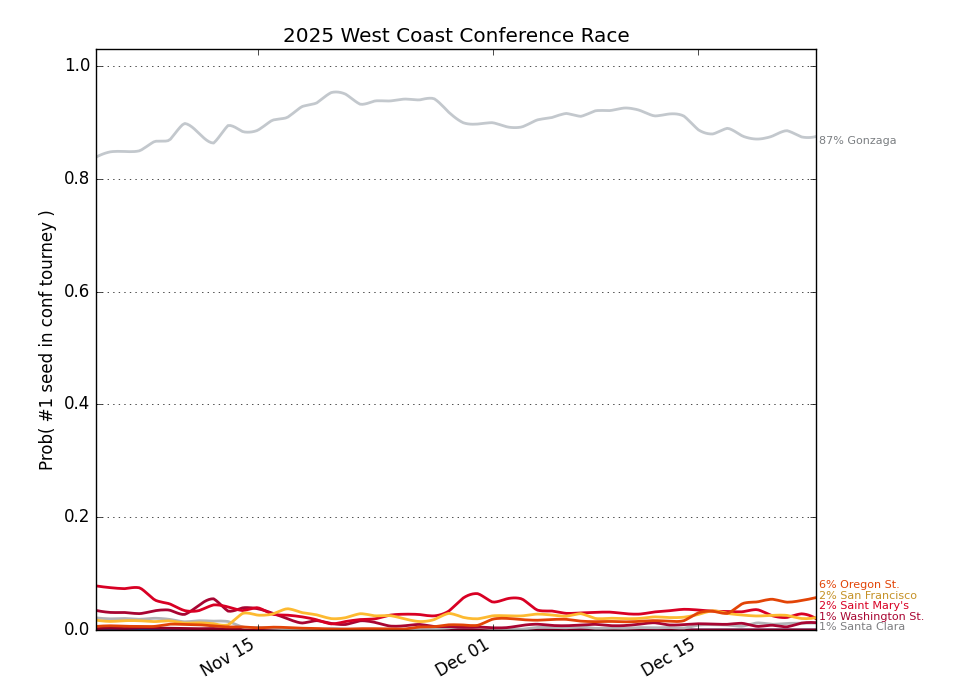 2025 West Coast Conference Race
Prob( #1 seed in conf tourney )
1.0
0.8
0.6
0.4
0.2
0.0
Nov 15
Dec 01
Dec 15
87% Gonzaga
6% Oregon St.
2% San Francisco
2% Saint Mary's
1% Washington St.
1% Santa Clara